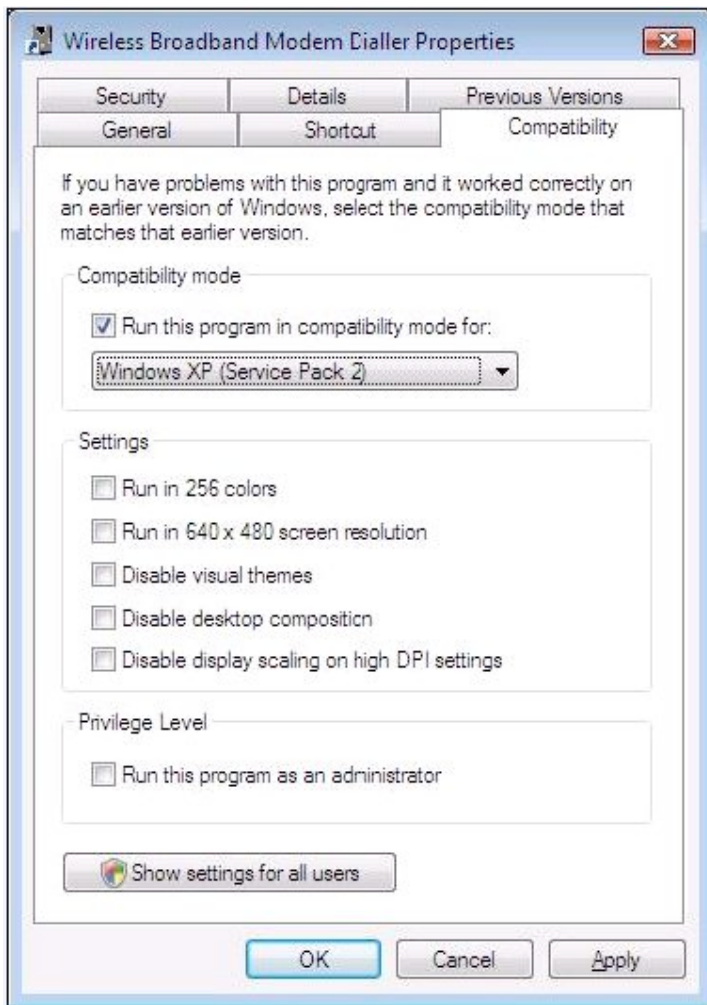 Wireless Broadband Modem Dialler Properties
Security Details Previous Versions
General Shortcut Compatibility
If you have problems with this program and it worked correctly on
an earlier version of Windows, select the compatibility mode that
matches that earlier version.
Compatibility mode
Run this program in compatibility mode for:
Windows XP (Service Pack 2)
Settings
Run in 256 colors
Run in 640 x 480 screen resolution
Disable visual themes
Disable desktop composition
Disable display scaling on high DPI settings
Privilege Level
Run this program as an administrator
Show settings for all users
OK Cancel Apply